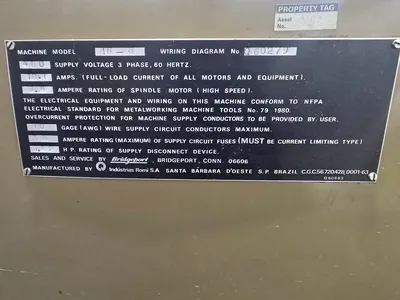 PROPERTY TAG
Asset
No.
MACHINE MODEL WIRING DIAGRAM No
460 SUPPLY VOLTAGE 3 PHASE, 60 HERTZ.
AMPS. (FULL-LOAD CURRENT OF ALL MOTORS AND EQUIPMENT).
AMPERE RATING OF SPINDLE MOTOR (HIGH SPEED).
THE ELECTRICAL EQUIPMENT AND WIRING ON THIS MACHINE CONFORM TO NFPA
ELECTRICAL STANDARD FOR METALWORKING MACHINE TOOLS No 79 1980.
OVERCURRENT PROTECTION FOR MACHINE SUPPLY CONDUCTORS TO BE PROVIDED BY USER.
GAGE (AWG) WIRE SUPPLY CIRCUIT CONDUCTORS MAXIMUM.
AMPERE RATING (MAXIMUM) OF SUPPLY CIRCUIT FUSES (MUST BE CURRENT LIMITING TYPE)
H.P. RATING OF SUPPLY DISCONNECT DEVICE.
SALES AND SERVICE BY Bridgeport, BRIDGEPORT, CONN. 06606
MANUFACTURED BY Indústrias Romi S.A SANTA BÁRBARA D'OESTE S.P. BRAZIL C.G.C.56.720.428/0001-63